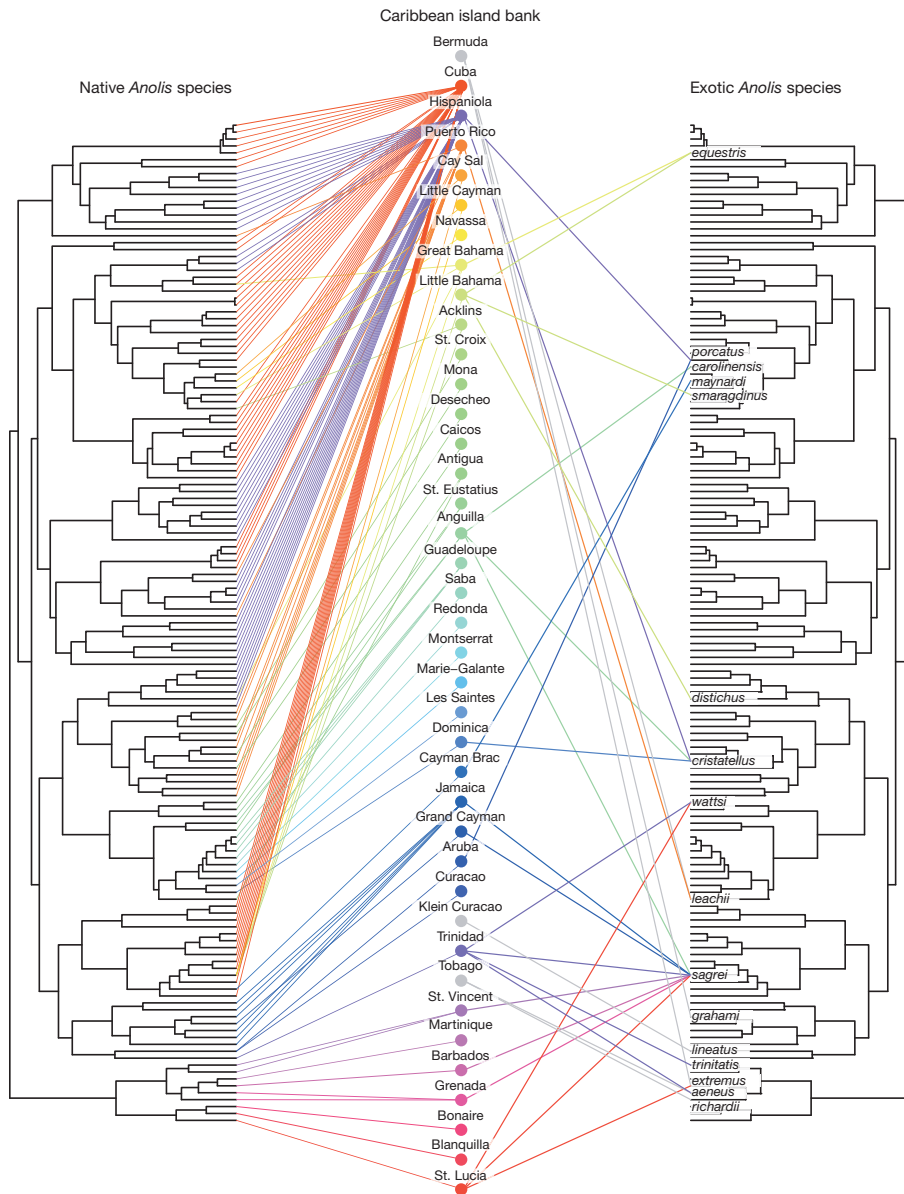 Caribbean island bank
Native Anolis species
Exotic Anolis species
Bermuda
Cuba
Hispaniola
Puerto Rico
Cay Sal
Little Cayman
Navassa
Great Bahama
Little Bahama
Acklins
St. Croix
Mona
Desecheo
Caicos
Antigua
St. Eustatius
Anguilla
Guadeloupe
Saba
Redonda
Montserrat
Marie–Galante
Les Saintes
Dominica
Cayman Brac
Jamaica
Grand Cayman
Aruba
Curacao
Klein Curacao
Trinidad
Tobago
St. Vincent
Martinique
Barbados
Grenada
Bonaire
Blanquilla
St. Lucia
equestris
porcatus
carolinensis
maynardi
smaragdinus
distichus
cristatellus
wattsi
leachii
sagrei
grahami
lineatus
trinitatis
extremus
aeneus
richardii